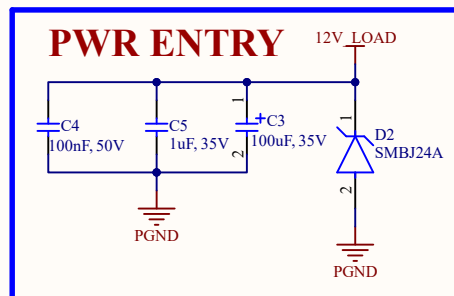 PWR ENTRY
12V_LOAD
C4
100nF, 50V
C5
1uF, 35V
1
+
C3
100uF, 35V
2
1
D2
SMBJ24A
2
PGND
PGND